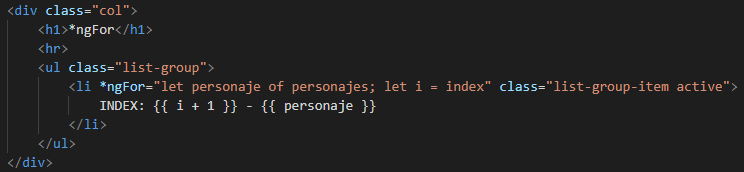 <div class="col">
<h1>*ngFor</h1>
<hr>
<ul class="list-group">
<li *ngFor="let personaje of personajes; let i = index" class="list-group-item active">
INDEX: {{ i + 1 }} - {{ personaje }}
</li>
</ul>
</div>